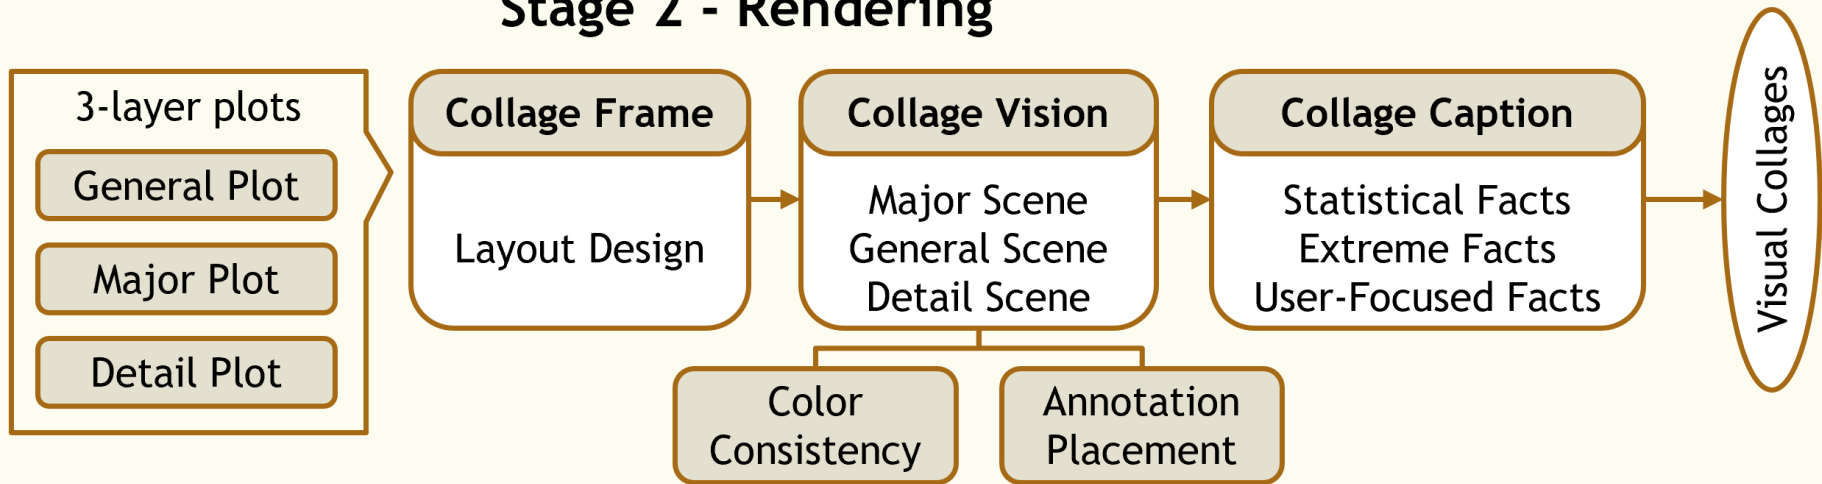 Stage 2 - Rendering
3-layer plots
General Plot
Major Plot
Detail Plot
Collage Frame
Layout Design
Collage Vision
Major Scene
General Scene
Detail Scene
Color
Consistency
Annotation
Placement
Collage Caption
Statistical Facts
Extreme Facts
User-Focused Facts
Visual Collages